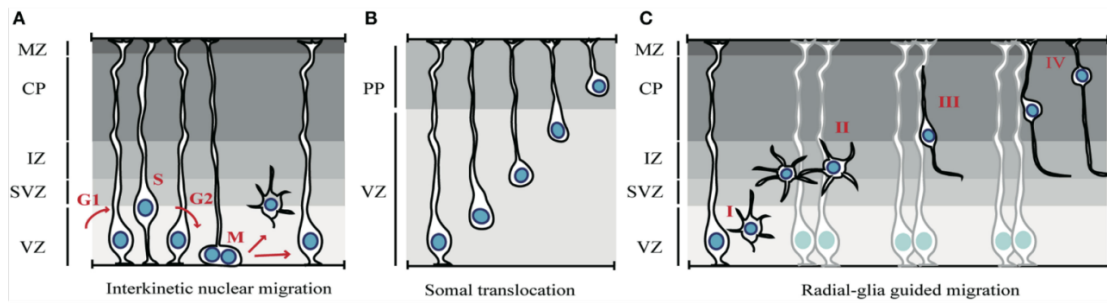 A
MZ
CP
IZ
SVZ
VZ
G1
S
G2
M
Interkinetic nuclear migration
B
PP
VZ
Somal translocation
C
MZ
CP
IZ
SVZ
VZ
I
II
III
IV
Radial-glia guided migration